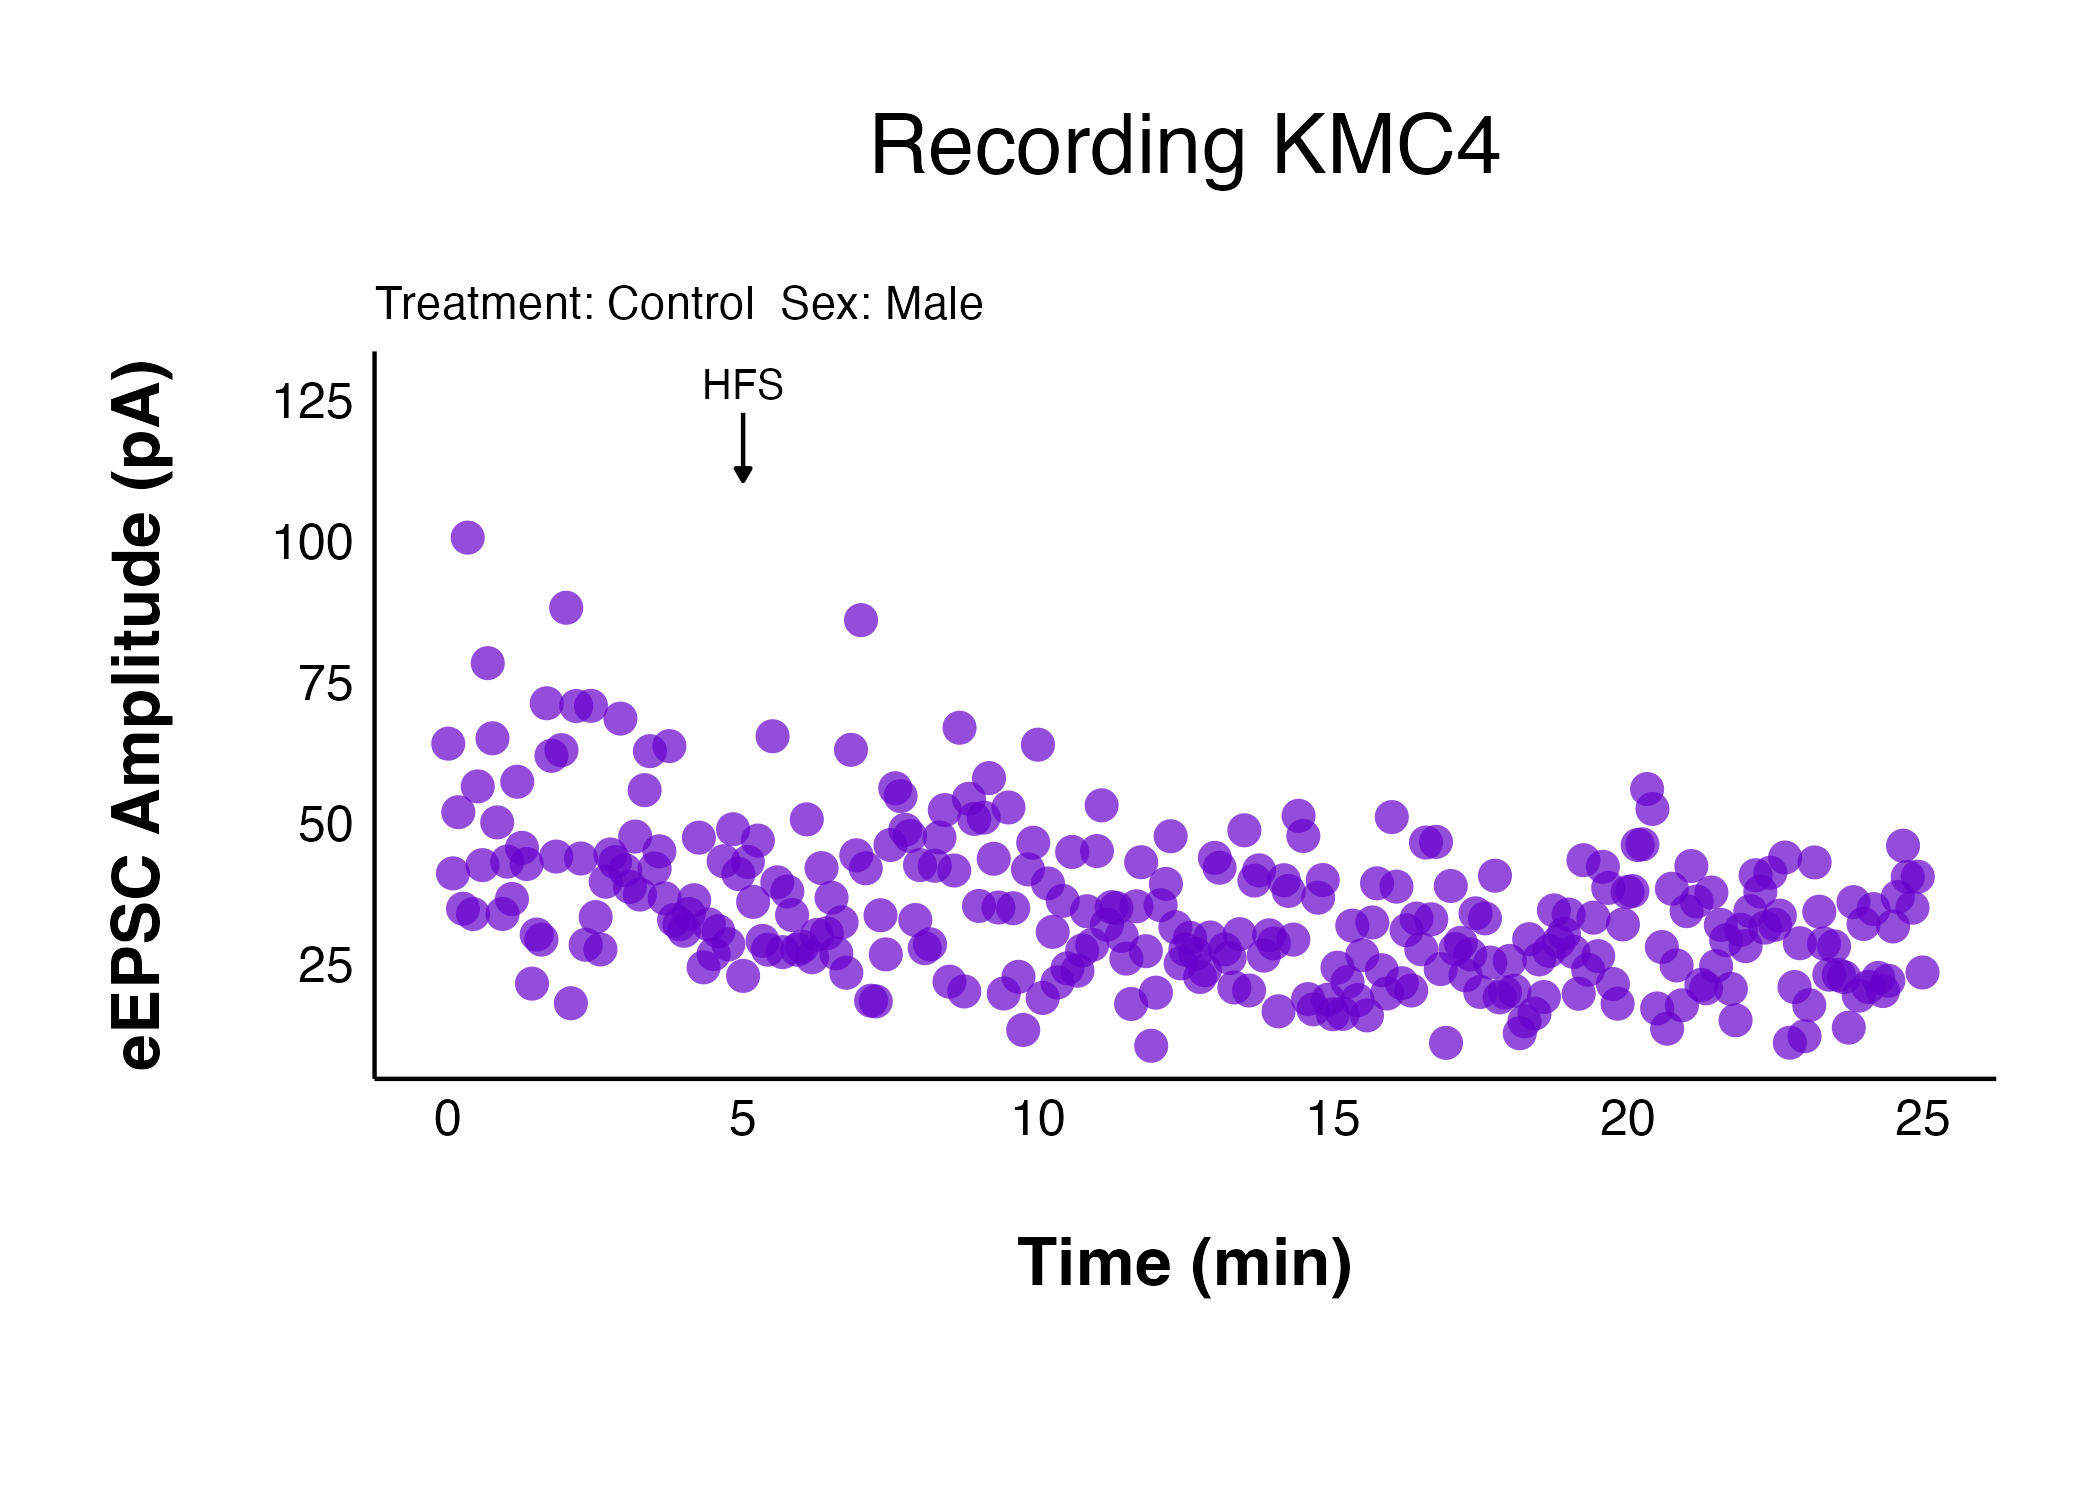 Recording KMC4
Treatment: Control  Sex: Male
HFS
eEPSC Amplitude (pA)
125
100
75
50
25
0 5 10 15 20 25
Time (min)